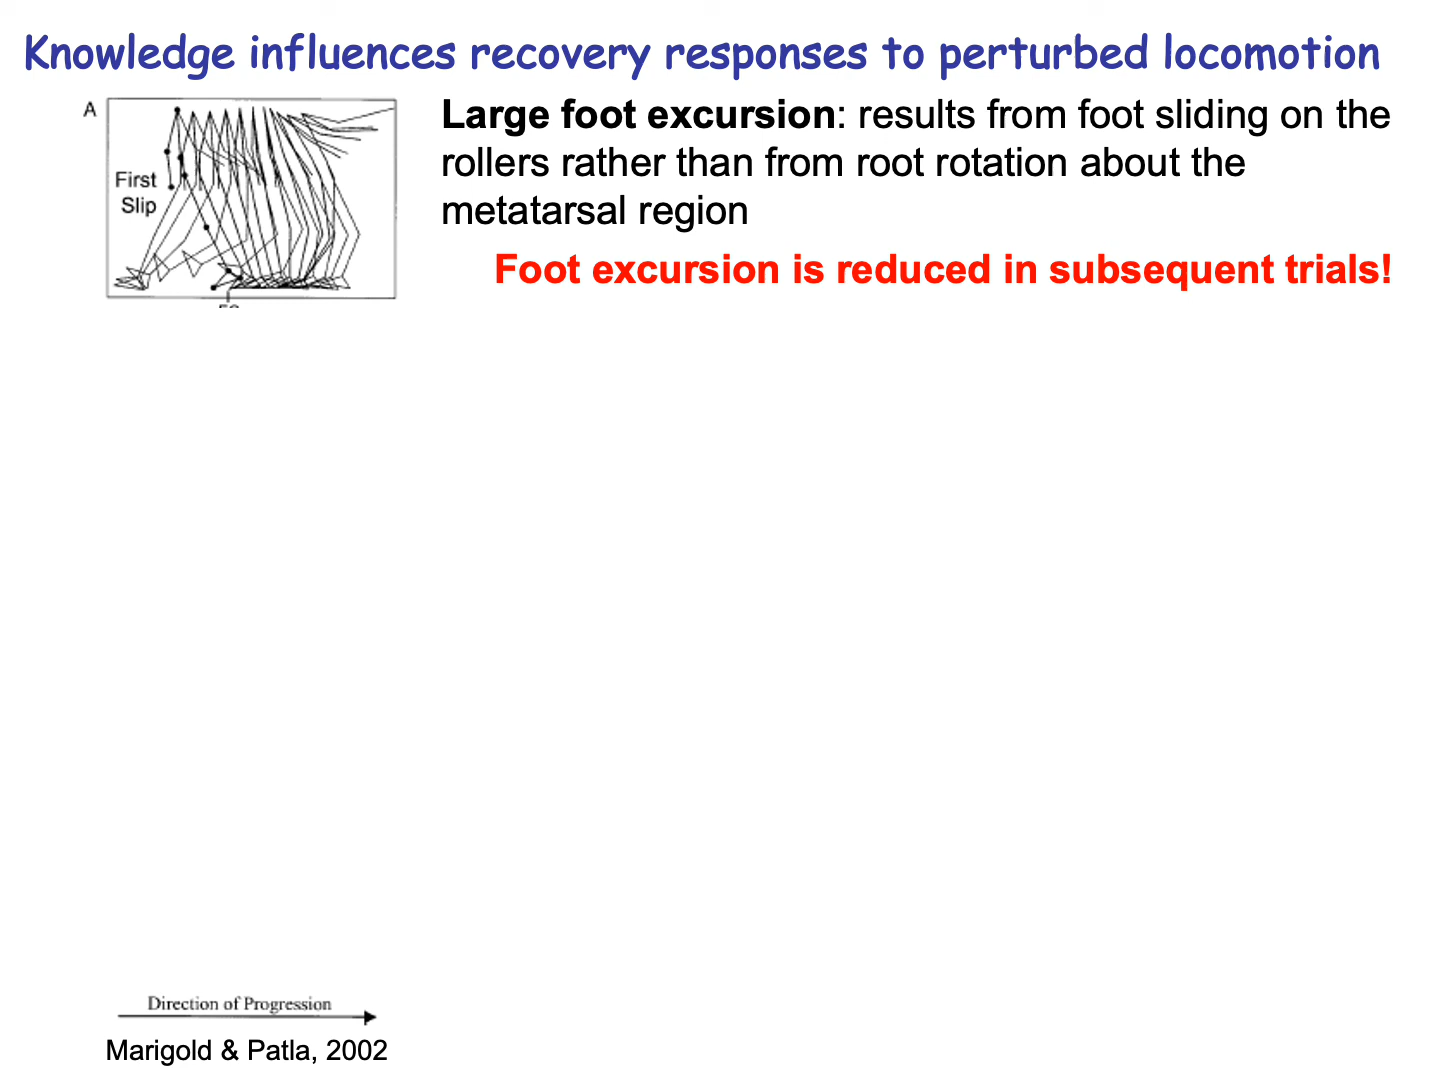 Knowledge influences recovery responses to perturbed locomotion
A
First
Slip
Large foot excursion: results from foot sliding on the
rollers rather than from root rotation about the
metatarsal region
Foot excursion is reduced in subsequent trials!
Direction of Progression
Marigold & Patla, 2002